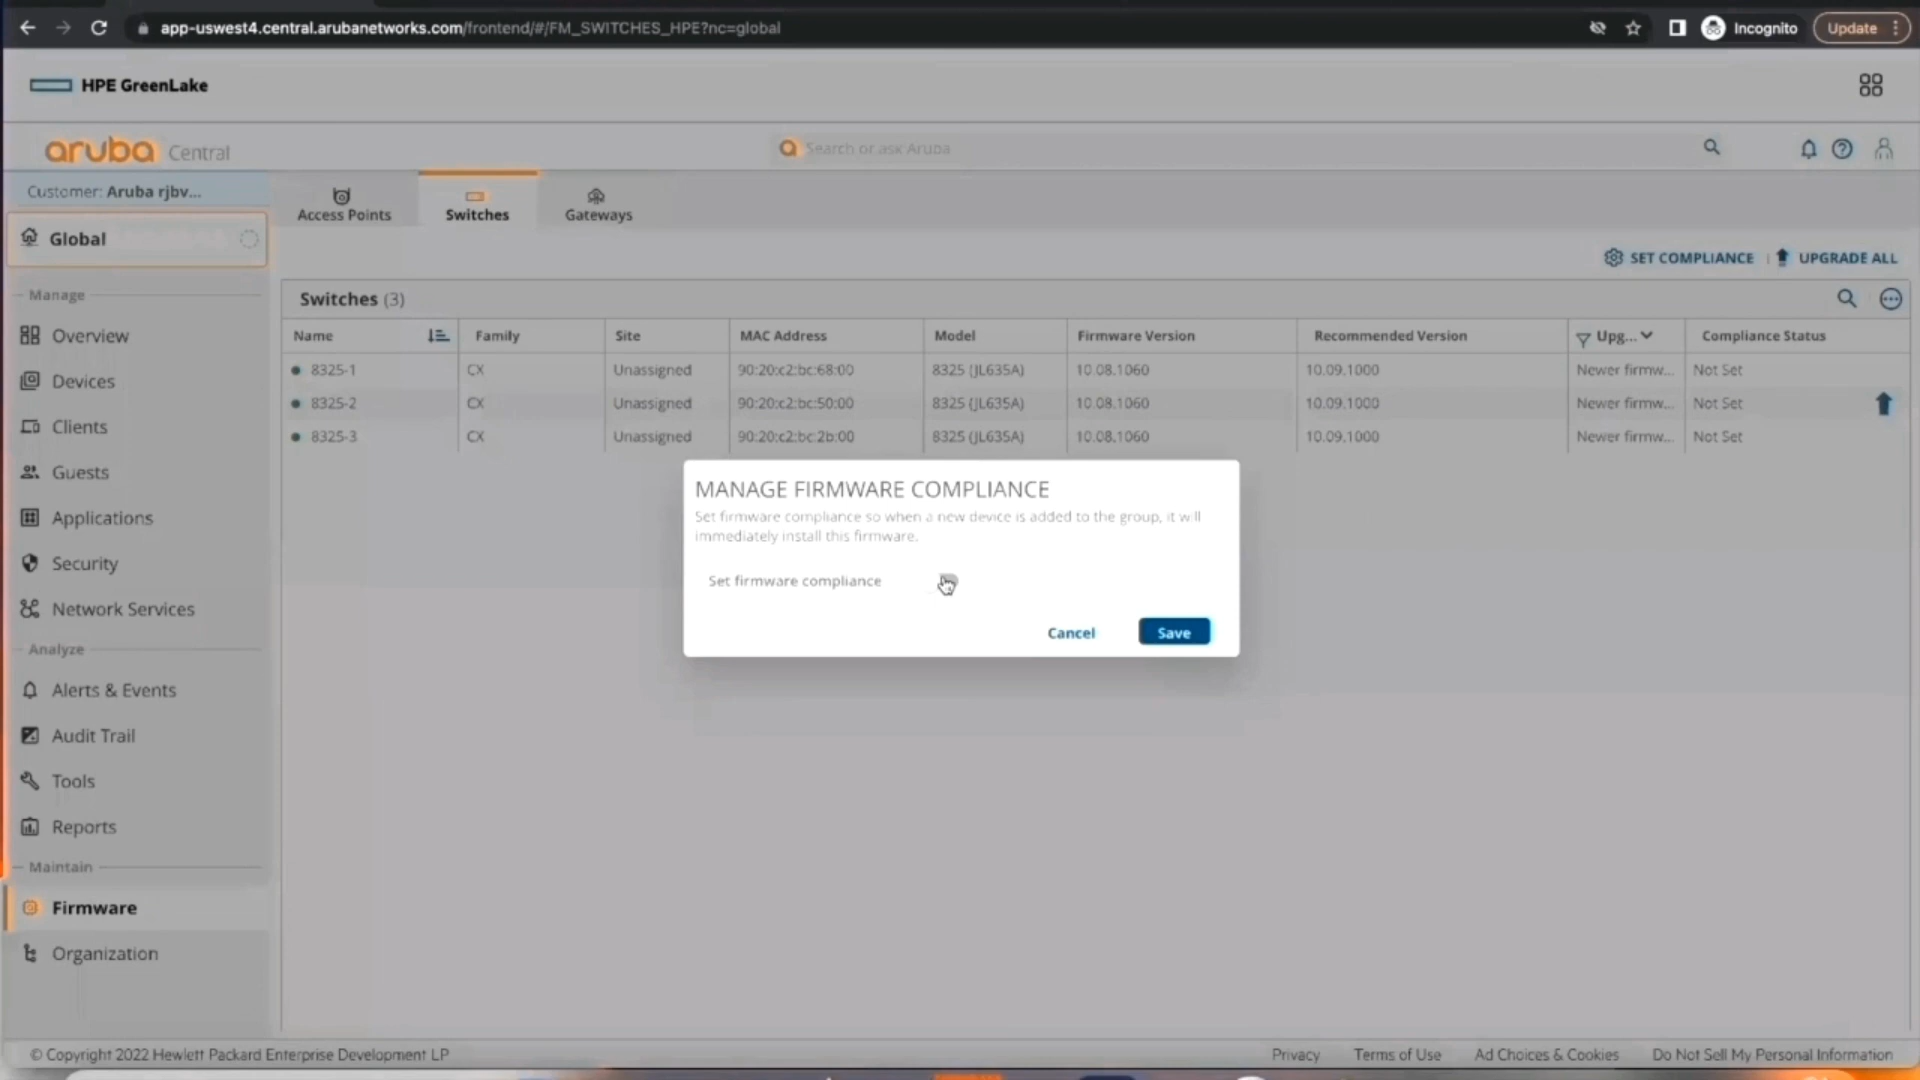 app-uswest4.central.arubanetworks.com/frontend/#/FM_SWITCHES_HPE?nc=global
Incognito
Update
HPE GreenLake
aruba Central
Search or ask Aruba
Customer: Aruba rjbv...
Access Points
Switches
Gateways
Global
SET COMPLIANCE
UPGRADE ALL
Manage
Switches (3)
Name Family Site MAC Address Model Firmware Version Recommended Version Upg... Compliance Status
8325-1 CX Unassigned 90:20:c2:bc:68:00 8325 (JL635A) 10.08.1060 10.09.1000 Newer firmw... Not Set
8325-2 CX Unassigned 90:20:c2:bc:50:00 8325 (JL635A) 10.08.1060 10.09.1000 Newer firmw... Not Set
8325-3 CX Unassigned 90:20:c2:bc:2b:00 8325 (JL635A) 10.08.1060 10.09.1000 Newer firmw... Not Set
Overview
Devices
Clients
Guests
Applications
Security
Network Services
Analyze
Alerts & Events
Audit Trail
Tools
Reports
Maintain
Firmware
Organization
MANAGE FIRMWARE COMPLIANCE
Set firmware compliance so when a new device is added to the group, it will
immediately install this firmware.
Set firmware compliance
Cancel
Save
© Copyright 2022 Hewlett Packard Enterprise Development LP
Privacy
Terms of Use
Ad Choices & Cookies
Do Not Sell My Personal Information